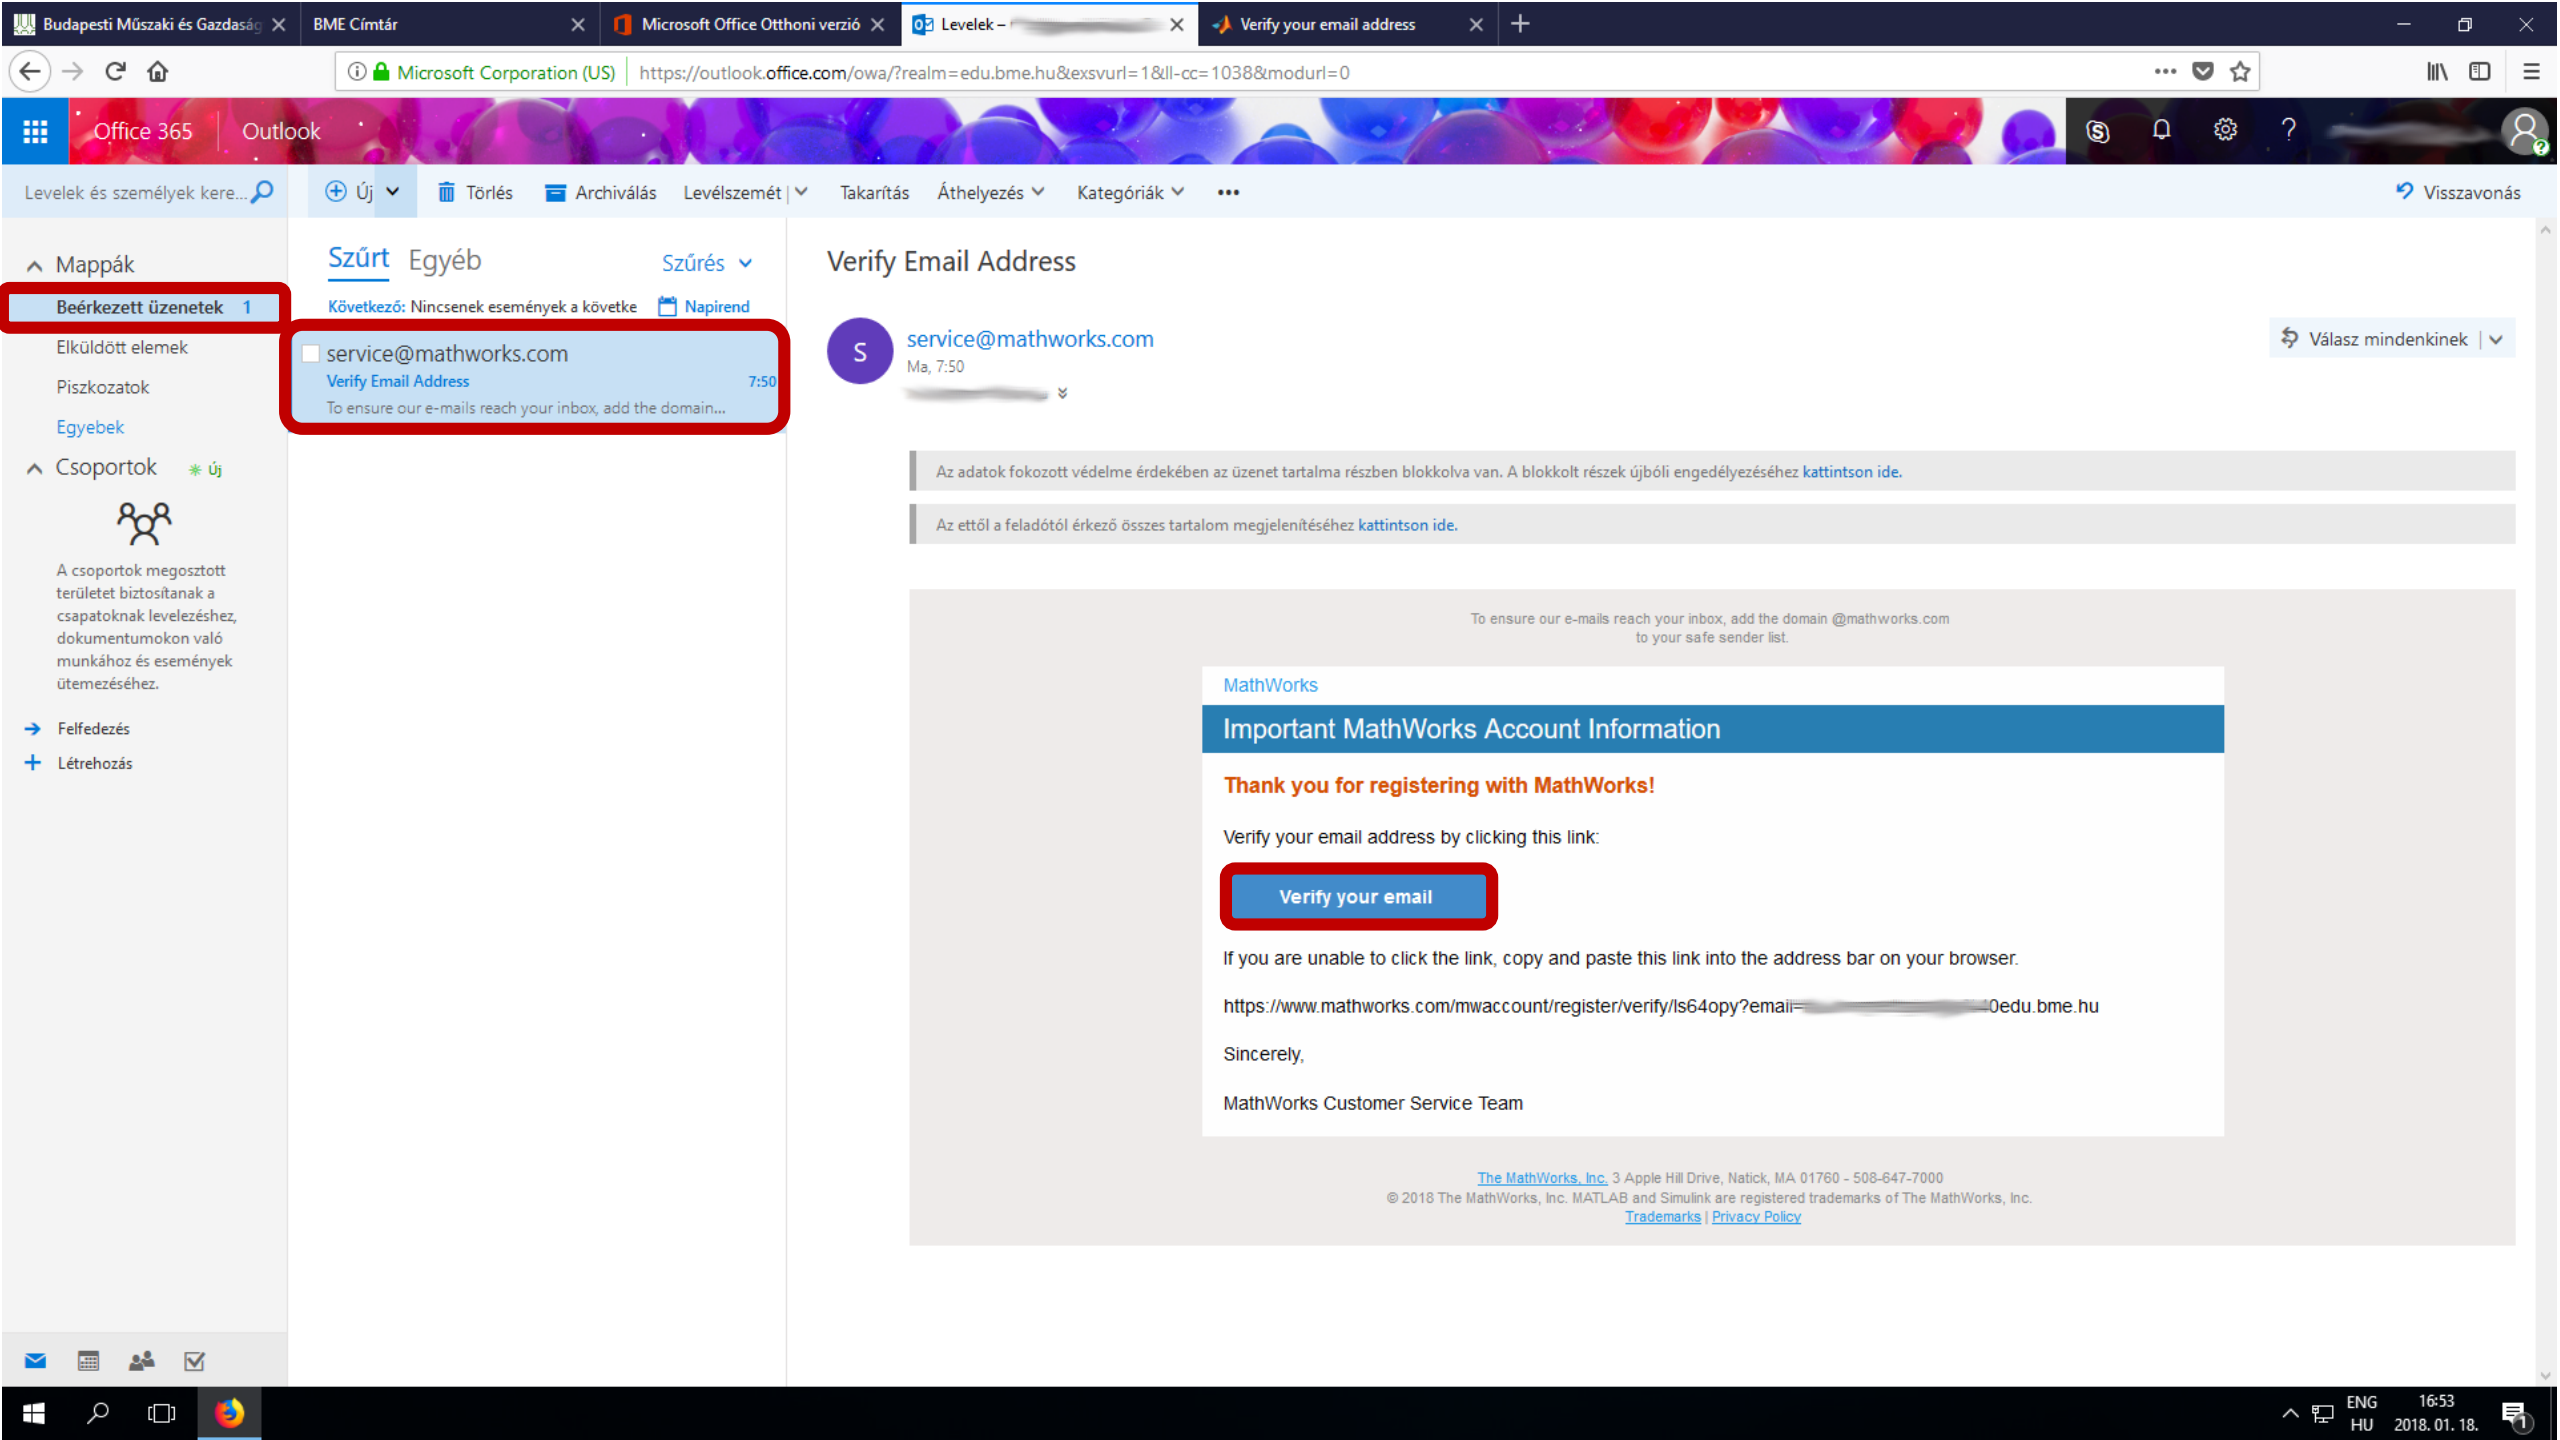 Budapesti Műszaki és Gazdaság
BME Címtár
Microsoft Office Otthoni verzió
Levelek –
Verify your email address
Microsoft Corporation (US)
https://outlook.office.com/owa/?realm=edu.bme.hu&exsvurl=1&ll-cc=1038&modurl=0
Office 365
Outlook
Levelek és személyek kere...
Új
Törlés
Archiválás
Levélszemét
Takarítás
Áthelyezés
Kategóriák
Visszavonás
Mappák
Beérkezett üzenetek 1
Elküldött elemek
Piszkozatok
Egyebek
Csoportok Új
A csoportok megosztott
területet biztosítanak a
csapatoknak levelezéshez,
dokumentumokon való
munkához és események
ütemezéséhez.
Felfedezés
Létrehozás
Szűrt Egyéb Szűrés
Következő: Nincsenek események a követke Napirend
service@mathworks.com
Verify Email Address 7:50
To ensure our e-mails reach your inbox, add the domain...
Verify Email Address
S
service@mathworks.com
Ma, 7:50
Válasz mindenkinek
Az adatok fokozott védelme érdekében az üzenet tartalma részben blokkolva van. A blokkolt részek újbóli engedélyezéséhez kattintson ide.
Az ettől a feladótól érkező összes tartalom megjelenítéséhez kattintson ide.
To ensure our e-mails reach your inbox, add the domain @mathworks.com
to your safe sender list.
MathWorks
Important MathWorks Account Information
Thank you for registering with MathWorks!
Verify your email address by clicking this link:
Verify your email
If you are unable to click the link, copy and paste this link into the address bar on your browser.
https://www.mathworks.com/mwaccount/register/verify/ls64opy?email= 0edu.bme.hu
Sincerely,
MathWorks Customer Service Team
The MathWorks, Inc. 3 Apple Hill Drive, Natick, MA 01760 - 508-647-7000
© 2018 The MathWorks, Inc. MATLAB and Simulink are registered trademarks of The MathWorks, Inc.
Trademarks | Privacy Policy
ENG 16:53
HU 2018. 01. 18.
1